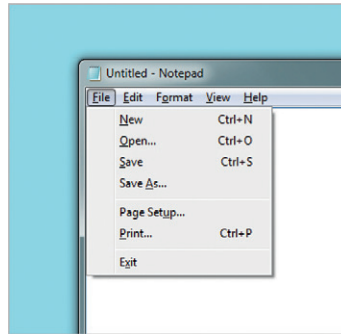 Untitled - Notepad
File Edit Format View Help
New Ctrl+N
Open... Ctrl+O
Save Ctrl+S
Save As...
Page Setup...
Print... Ctrl+P
Exit